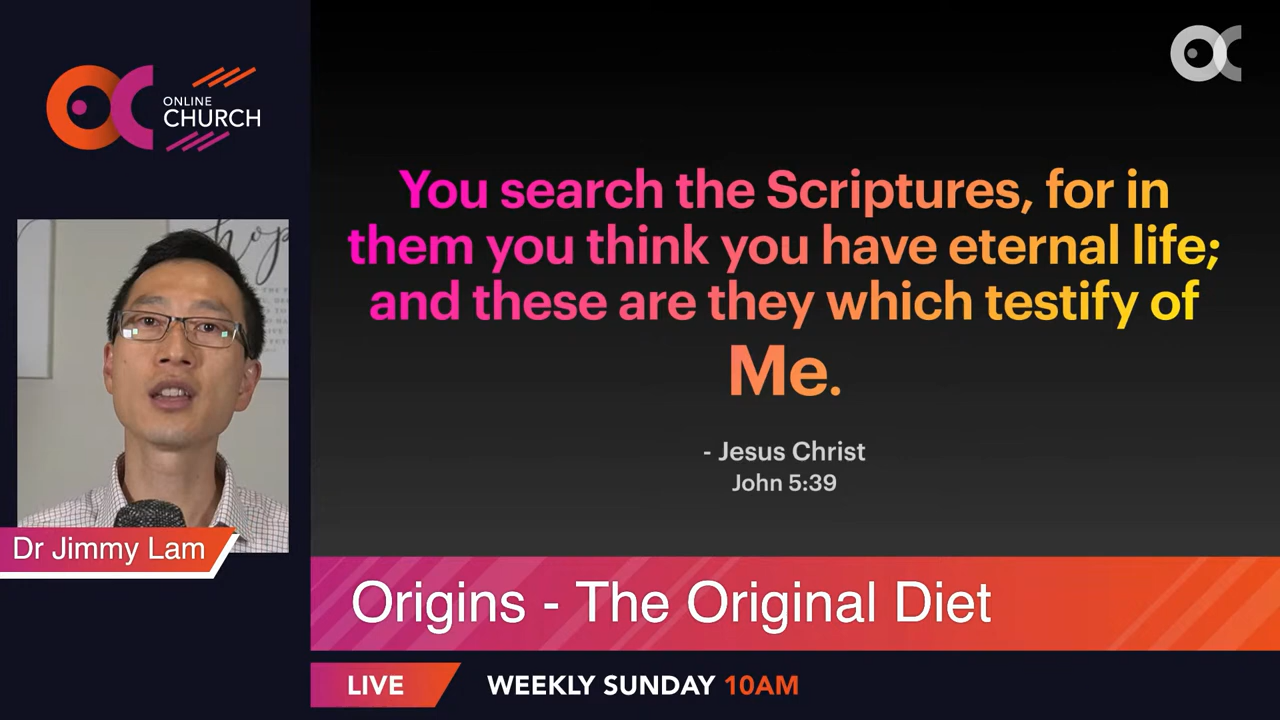 ONLINE
CHURCH
hop
Dr Jimmy Lam
You search the Scriptures, for in
them you think you have eternal life;
and these are they which testify of
Me.
- Jesus Christ
John 5:39
Origins - The Original Diet
LIVE
WEEKLY SUNDAY 10AM